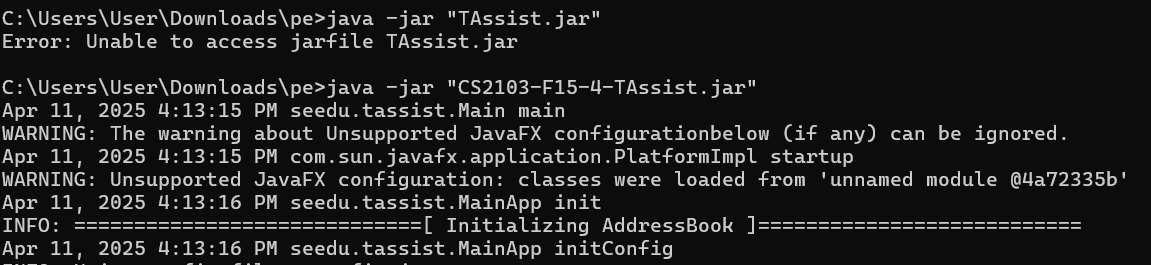 C:\Users\User\Downloads\pe>java -jar "TAssist.jar"
Error: Unable to access jarfile TAssist.jar
C:\Users\User\Downloads\pe>java -jar "CS2103-F15-4-TAssist.jar"
Apr 11, 2025 4:13:15 PM seedu.tassist.Main main
WARNING: The warning about Unsupported JavaFX configurationbelow (if any) can be ignored.
Apr 11, 2025 4:13:15 PM com.sun.javafx.application.PlatformImpl startup
WARNING: Unsupported JavaFX configuration: classes were loaded from 'unnamed module @4a72335b'
Apr 11, 2025 4:13:16 PM seedu.tassist.MainApp init
INFO: =============================[ Initializing AddressBook ]===========================
Apr 11, 2025 4:13:16 PM seedu.tassist.MainApp initConfig